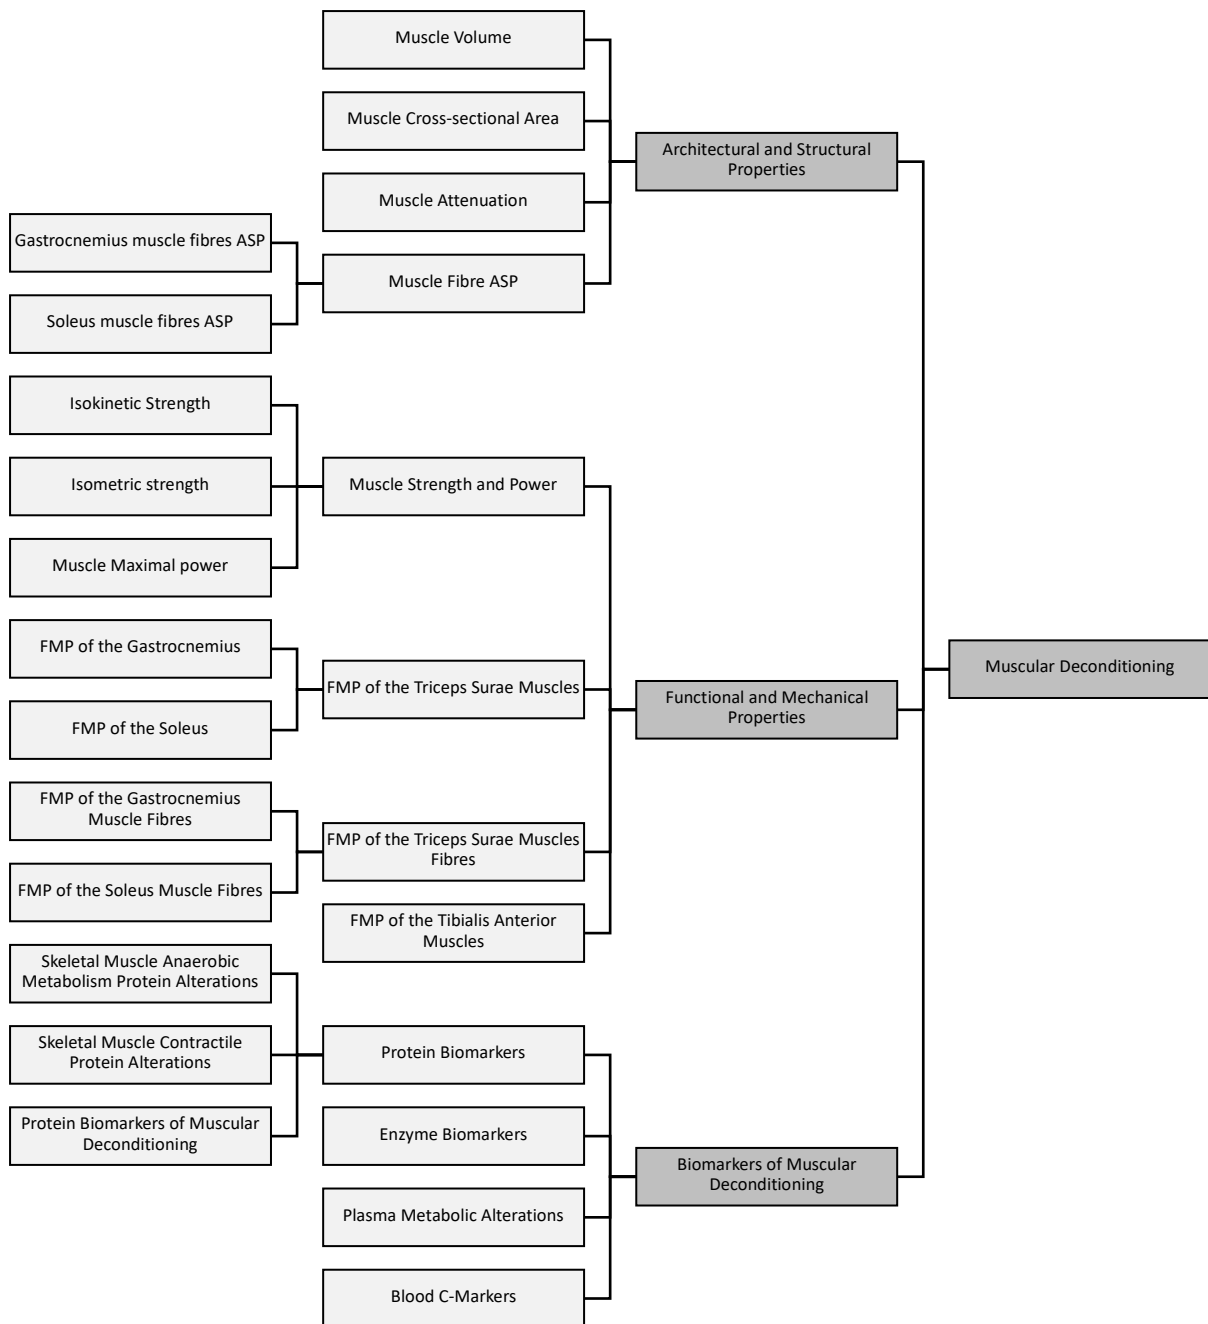 Muscle Volume
Muscle Cross-sectional Area
Architectural and Structural
Properties
Muscle Attenuation
Gastrocnemius muscle fibres ASP
Muscle Fibre ASP
Soleus muscle fibres ASP
Isokinetic Strength
Isometric strength
Muscle Strength and Power
Muscle Maximal power
FMP of the Gastrocnemius
FMP of the Triceps Surae Muscles
FMP of the Soleus
Functional and Mechanical
Properties
Muscular Deconditioning
FMP of the Gastrocnemius
Muscle Fibres
FMP of the Triceps Surae Muscles
Fibres
FMP of the Soleus Muscle Fibres
FMP of the Tibialis Anterior
Muscles
Skeletal Muscle Anaerobic
Metabolism Protein Alterations
Skeletal Muscle Contractile
Protein Alterations
Protein Biomarkers
Protein Biomarkers of Muscular
Deconditioning
Enzyme Biomarkers
Biomarkers of Muscular
Deconditioning
Plasma Metabolic Alterations
Blood C-Markers